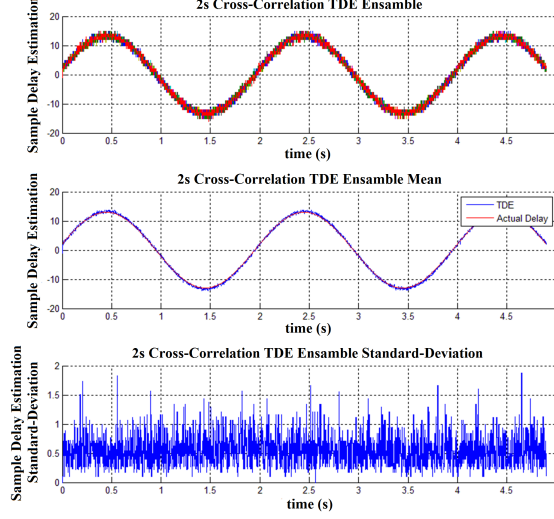 2s Cross-Correlation TDE Ensemble
Sample Delay Estimation
20
10
0
-10
-20
0 0.5 1 1.5 2 2.5 3 3.5 4 4.5
time (s)
2s Cross-Correlation TDE Ensemble Mean
Sample Delay Estimation
20
10
0
-10
-20
TDE
Actual Delay
0 0.5 1 1.5 2 2.5 3 3.5 4 4.5
time (s)
2s Cross-Correlation TDE Ensemble Standard-Deviation
Sample Delay Estimation
Standard-Deviation
2
1.5
1
0.5
0
0 0.5 1 1.5 2 2.5 3 3.5 4 4.5
time (s)